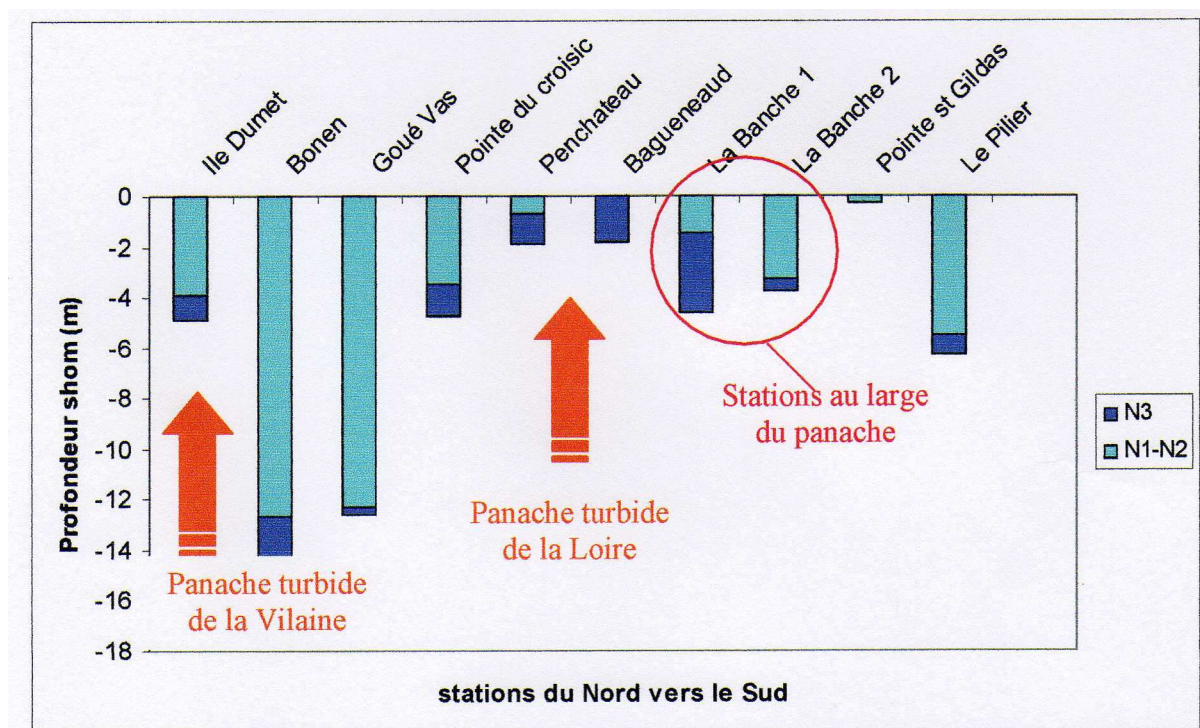 Ile Dumet
Bonen
Goué Vas
Pointe du croisic
Penchateau
Bagueneaud
La Banche 1
La Banche 2
Pointe st Gildas
Le Pilier
Profondeur shom (m)
0
-2
-4
-6
-8
-10
-12
-14
-16
-18
Panache turbide
de la Vilaine
Panache turbide
de la Loire
Stations au large
du panache
N3
N1-N2
stations du Nord vers le Sud